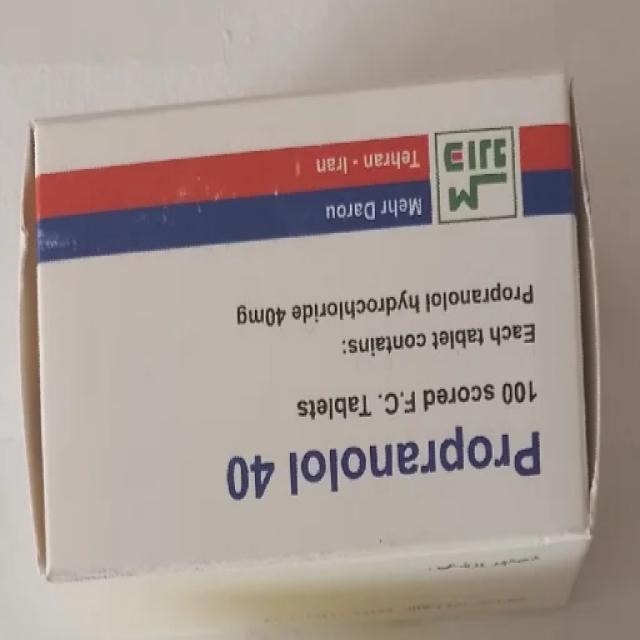 Propranolol 40
100 scored F.C. Tablets
Each tablet contains:
Propranolol hydrochloride 40mg
Mehr Darou
Tehran - Iran